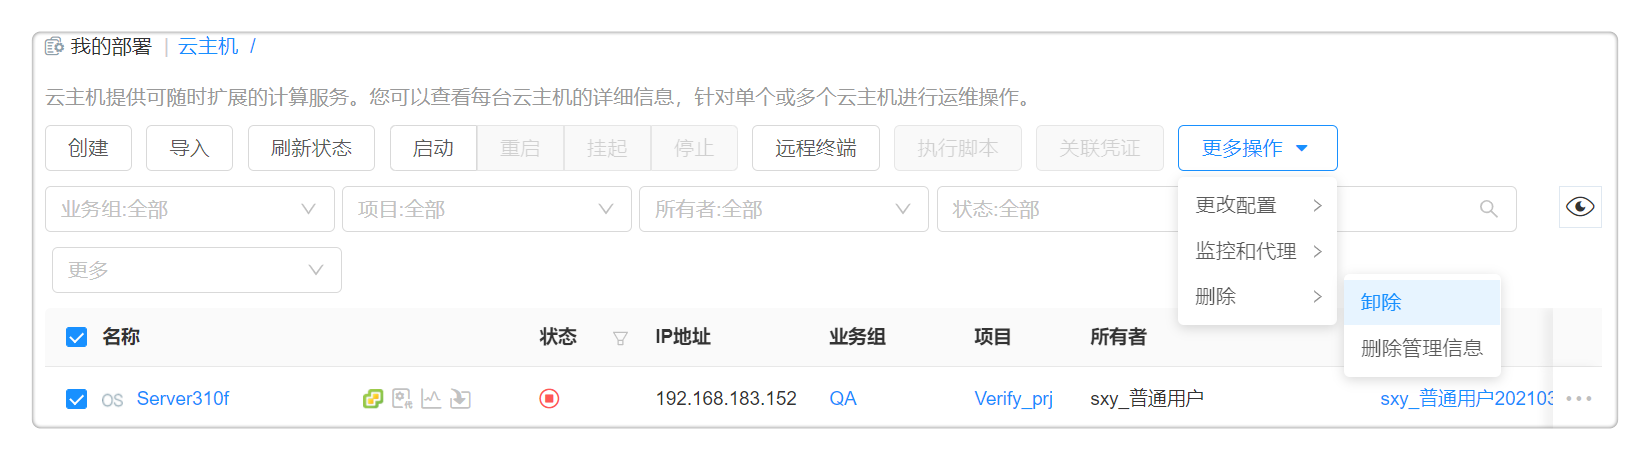 我的部署 | 云主机 /
云主机提供可随时扩展的计算服务。您可以查看每台云主机的详细信息，针对单个或多个云主机进行运维操作。
创建 导入 刷新状态 启动 重启 挂起 停止 远程终端 执行脚本 关联凭证 更多操作
业务组:全部 项目:全部 所有者:全部 状态:全部 更改配置
监控和代理
更多 删除
卸除
名称 状态 IP地址 业务组 项目 所有者
删除管理信息
OS Server310f 192.168.183.152 QA Verify_prj sxy_普通用户 sxy_普通用户202103 ···